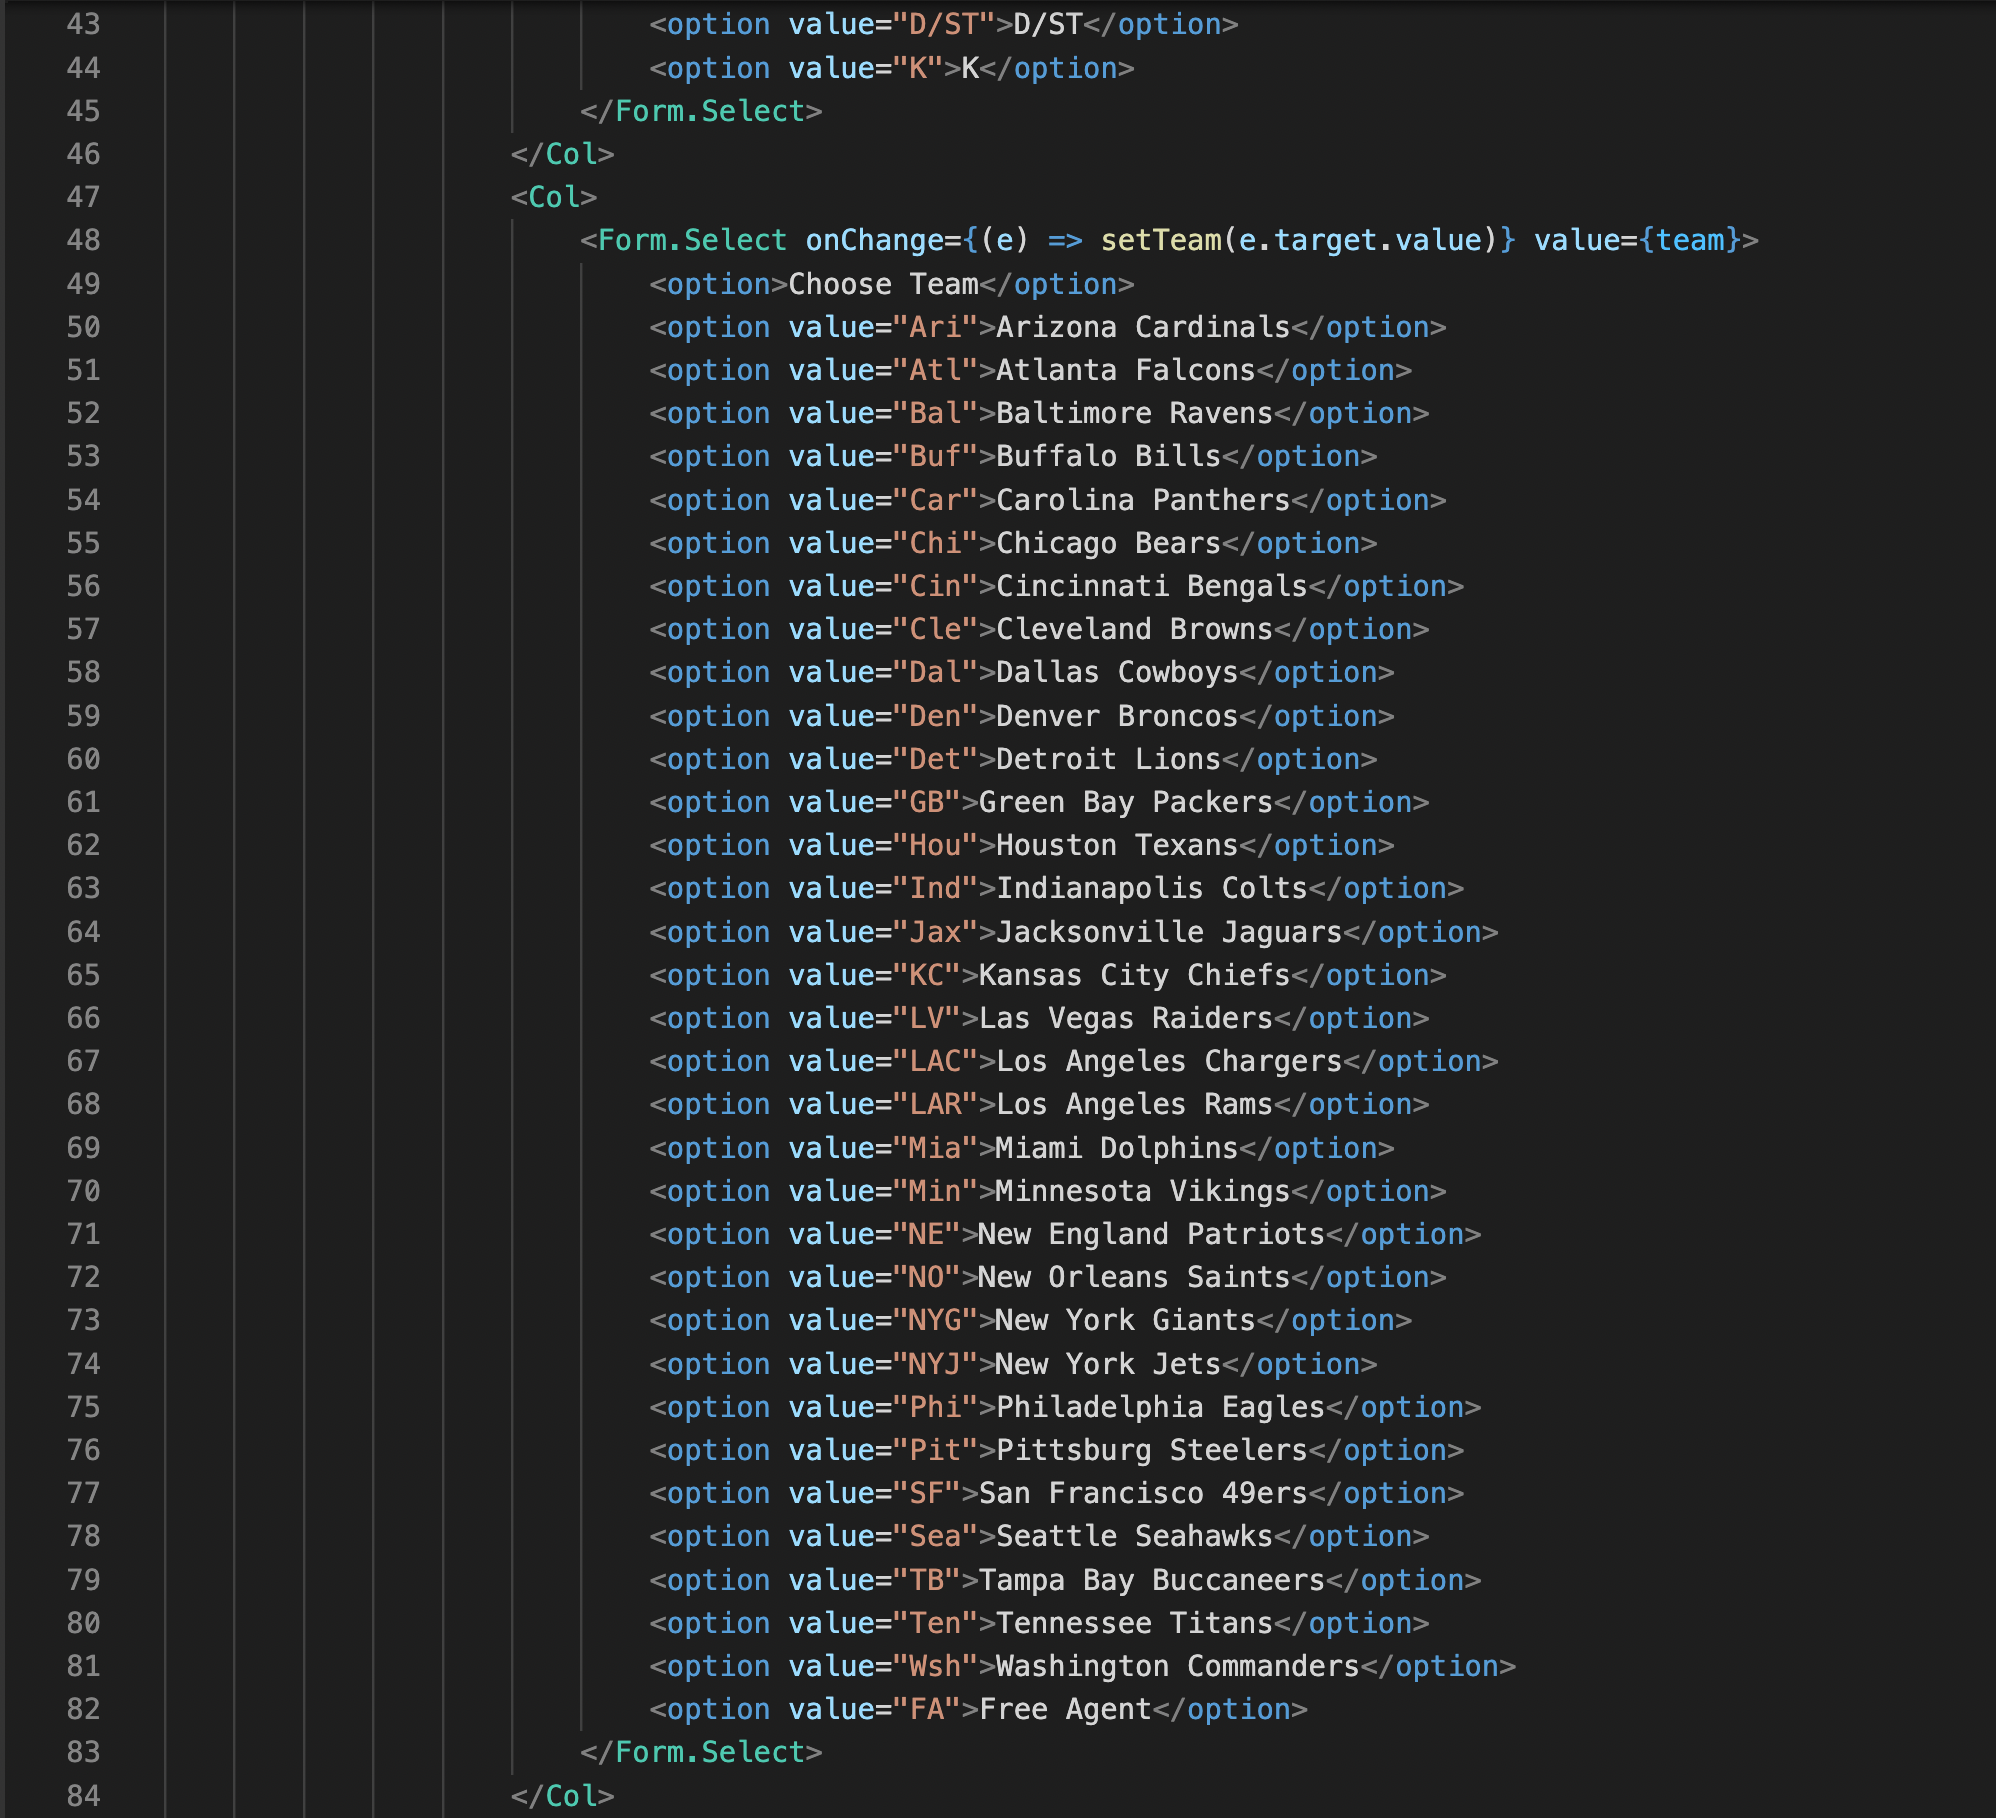 43 <option value="D/ST">D/ST</option>
44 <option value="K">K</option>
45 </Form.Select>
46 </Col>
47 <Col>
48 <Form.Select onChange={(e) => setTeam(e.target.value)} value={team}>
49 <option>Choose Team</option>
50 <option value="Ari">Arizona Cardinals</option>
51 <option value="Atl">Atlanta Falcons</option>
52 <option value="Bal">Baltimore Ravens</option>
53 <option value="Buf">Buffalo Bills</option>
54 <option value="Car">Carolina Panthers</option>
55 <option value="Chi">Chicago Bears</option>
56 <option value="Cin">Cincinnati Bengals</option>
57 <option value="Cle">Cleveland Browns</option>
58 <option value="Dal">Dallas Cowboys</option>
59 <option value="Den">Denver Broncos</option>
60 <option value="Det">Detroit Lions</option>
61 <option value="GB">Green Bay Packers</option>
62 <option value="Hou">Houston Texans</option>
63 <option value="Ind">Indianapolis Colts</option>
64 <option value="Jax">Jacksonville Jaguars</option>
65 <option value="KC">Kansas City Chiefs</option>
66 <option value="LV">Las Vegas Raiders</option>
67 <option value="LAC">Los Angeles Chargers</option>
68 <option value="LAR">Los Angeles Rams</option>
69 <option value="Mia">Miami Dolphins</option>
70 <option value="Min">Minnesota Vikings</option>
71 <option value="NE">New England Patriots</option>
72 <option value="NO">New Orleans Saints</option>
73 <option value="NYG">New York Giants</option>
74 <option value="NYJ">New York Jets</option>
75 <option value="Phi">Philadelphia Eagles</option>
76 <option value="Pit">Pittsburg Steelers</option>
77 <option value="SF">San Francisco 49ers</option>
78 <option value="Sea">Seattle Seahawks</option>
79 <option value="TB">Tampa Bay Buccaneers</option>
80 <option value="Ten">Tennessee Titans</option>
81 <option value="Wsh">Washington Commanders</option>
82 <option value="FA">Free Agent</option>
83 </Form.Select>
84 </Col>